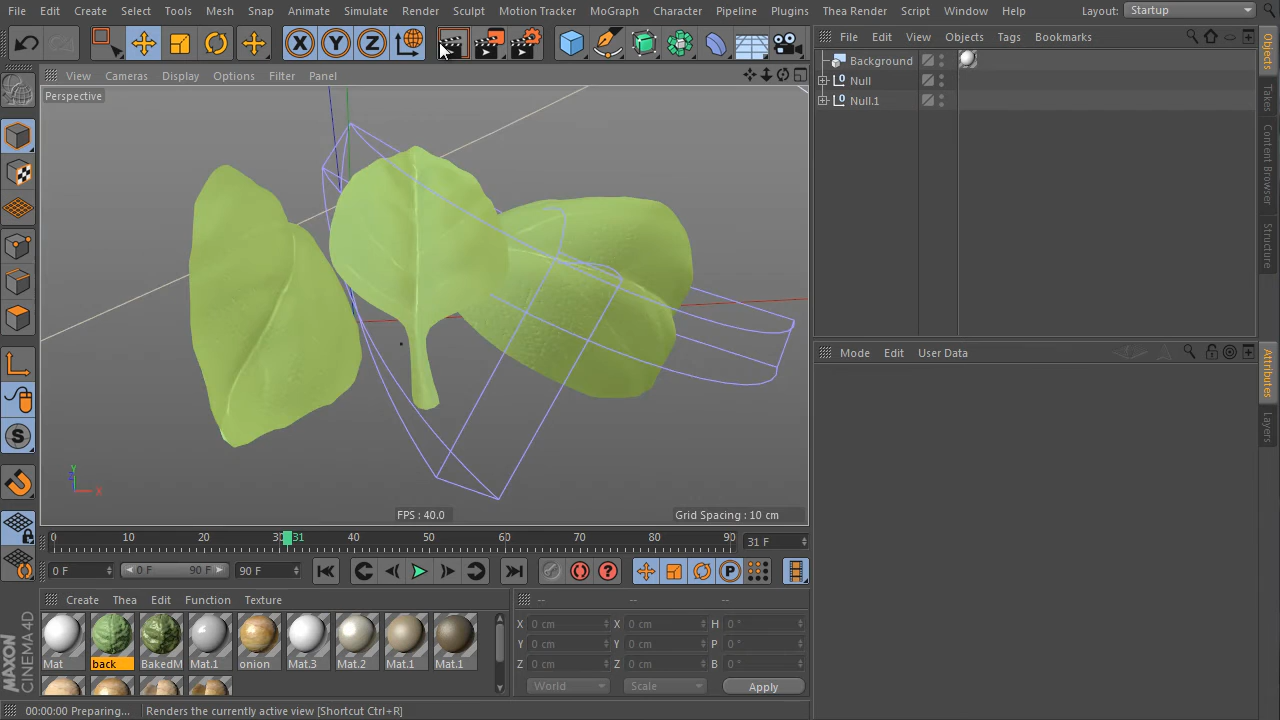 File Edit Create Select Tools Mesh Snap Animate Simulate Render Sculpt Motion Tracker MoGraph Character Pipeline Plugins Thea Render Script Window Help Layout: Startup
X Y Z
File Edit View Objects Tags Bookmarks
View Cameras Display Options Filter Panel
Perspective
Background
Null
Null.1
Objects
Takes
Content Browser
Structure
Mode Edit User Data
Attributes
Layers
S
Y
Z
X
FPS : 40.0
Grid Spacing : 10 cm
0 10 20 30 31 40 50 60 70 80 90
31 F
0 F
0 F 90 F
90 F
P
Create Thea Edit Function Texture
-- -- --
X 0 cm X 0 cm H 0 °
Y 0 cm Y 0 cm P 0 °
Z 0 cm Z 0 cm B 0 °
Mat back BakedM Mat.1 onion Mat.3 Mat.2 Mat.1 Mat.1
World Scale Apply
MAXON
CINEMA 4D
00:00:00 Preparing... Renders the currently active view [Shortcut Ctrl+R]